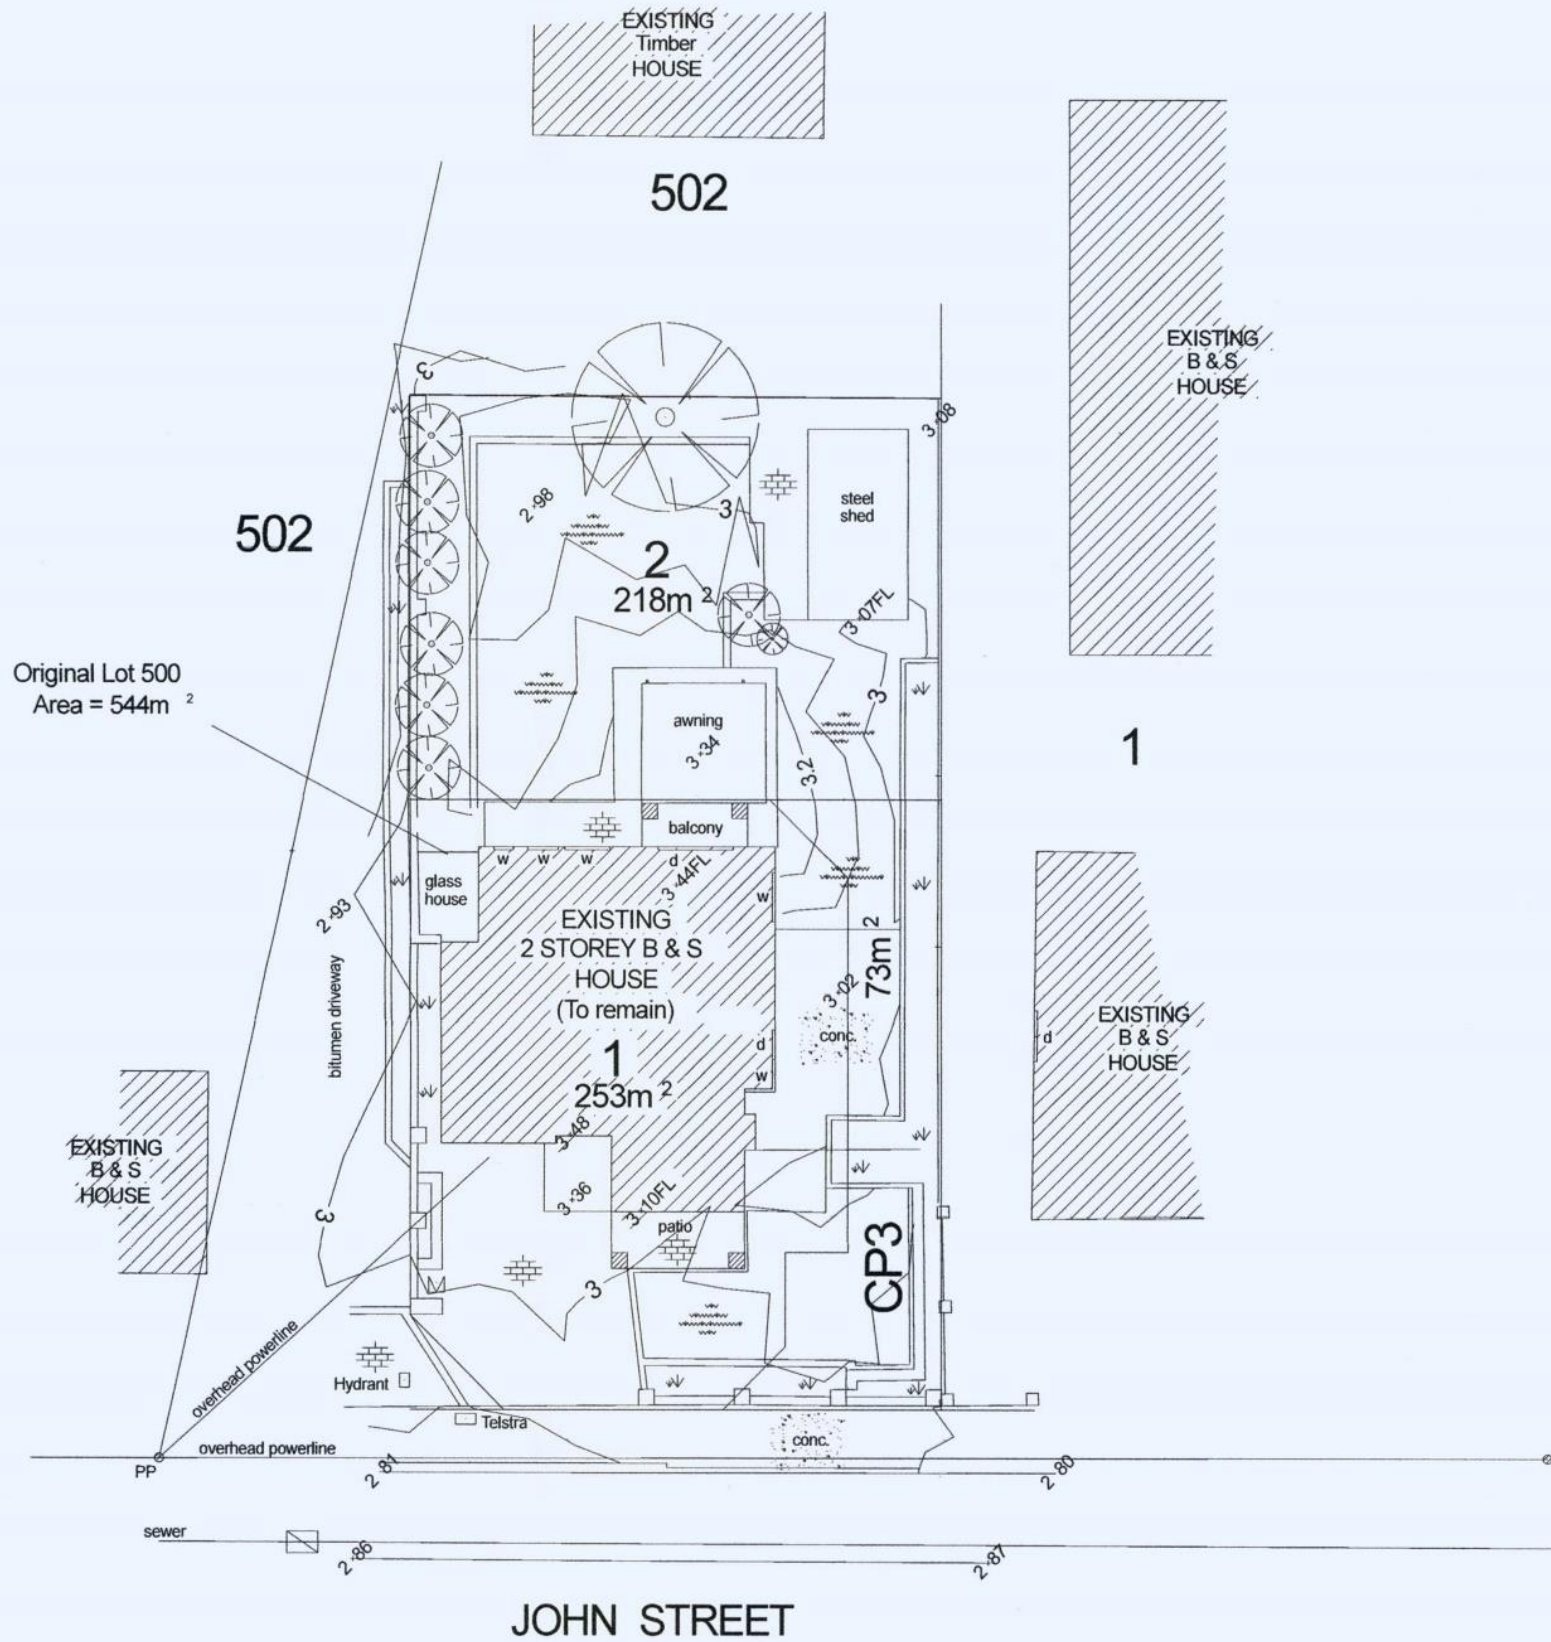 EXISTING
Timber
HOUSE
502
EXISTING
B & S
HOUSE
3
3.08
2.98
3
steel
shed
502
2
218m 2
3.07FL
Original Lot 500
Area = 544m 2
awning
3.34
3
3.2
1
balcony
w w w d
3.44FL
glass
house
w
2.93
EXISTING
2 STOREY B & S
HOUSE
(To remain)
1
253m 2
3.02
73m 2
conc.
d
w
bitumen driveway
EXISTING
B & S
HOUSE
d
3.48
EXISTING
B & S
HOUSE
3.36
3.10FL
patio
3
3
CP3
M
overhead powerline
Hydrant
Telstra
conc.
overhead powerline
PP
2.81
2.80
sewer
2.86
2.87
JOHN STREET